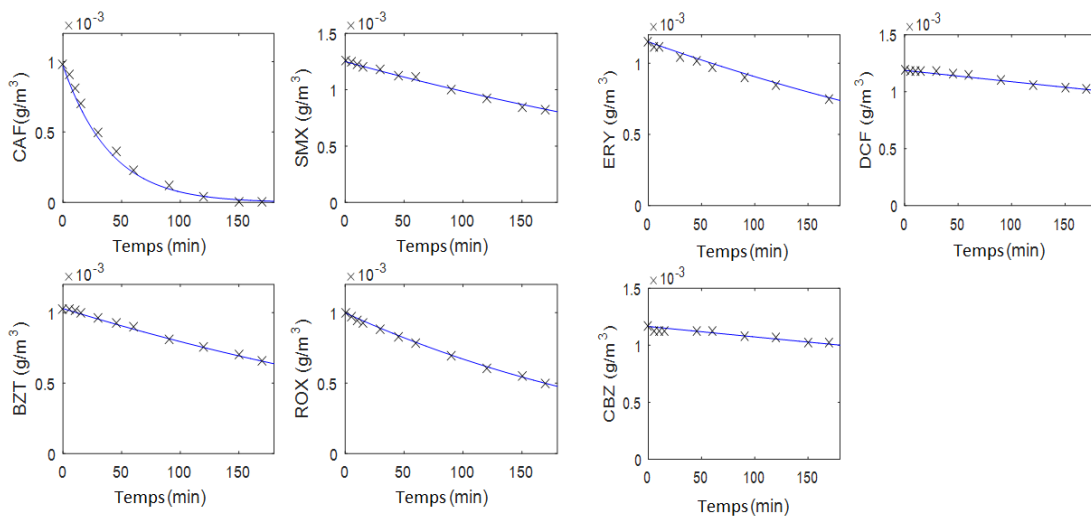 × 10⁻³
1
0.5
0
CAF(g/m³)
0 50 100 150
Temps (min)
× 10⁻³
1.5
1
0.5
0
SMX (g/m³)
0 50 100 150
Temps (min)
× 10⁻³
1.5
1
0.5
0
ERY (g/m³)
0 50 100 150
Temps (min)
× 10⁻³
1.5
1
0.5
0
DCF (g/m³)
0 50 100 150
Temps (min)
× 10⁻³
1
0.5
0
BZT (g/m³)
0 50 100 150
Temps (min)
× 10⁻³
1
0.5
0
ROX (g/m³)
0 50 100 150
Temps (min)
× 10⁻³
1.5
1
0.5
0
CBZ (g/m³)
0 50 100 150
Temps (min)